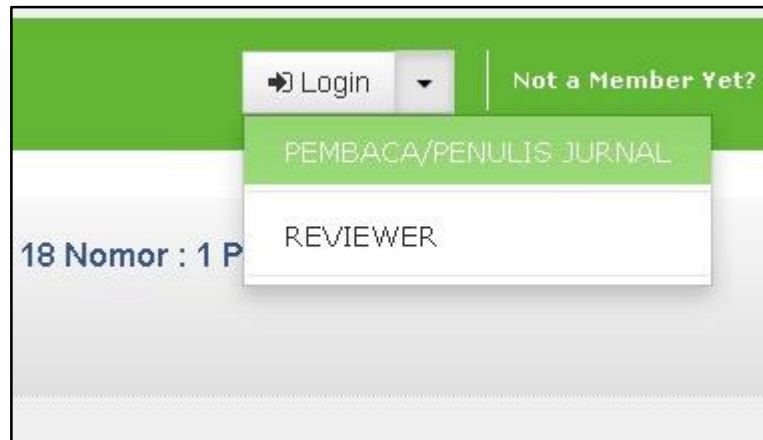 Login
Not a Member Yet?
PEMBACA/PENULIS JURNAL
REVIEWER
18 Nomor : 1 P